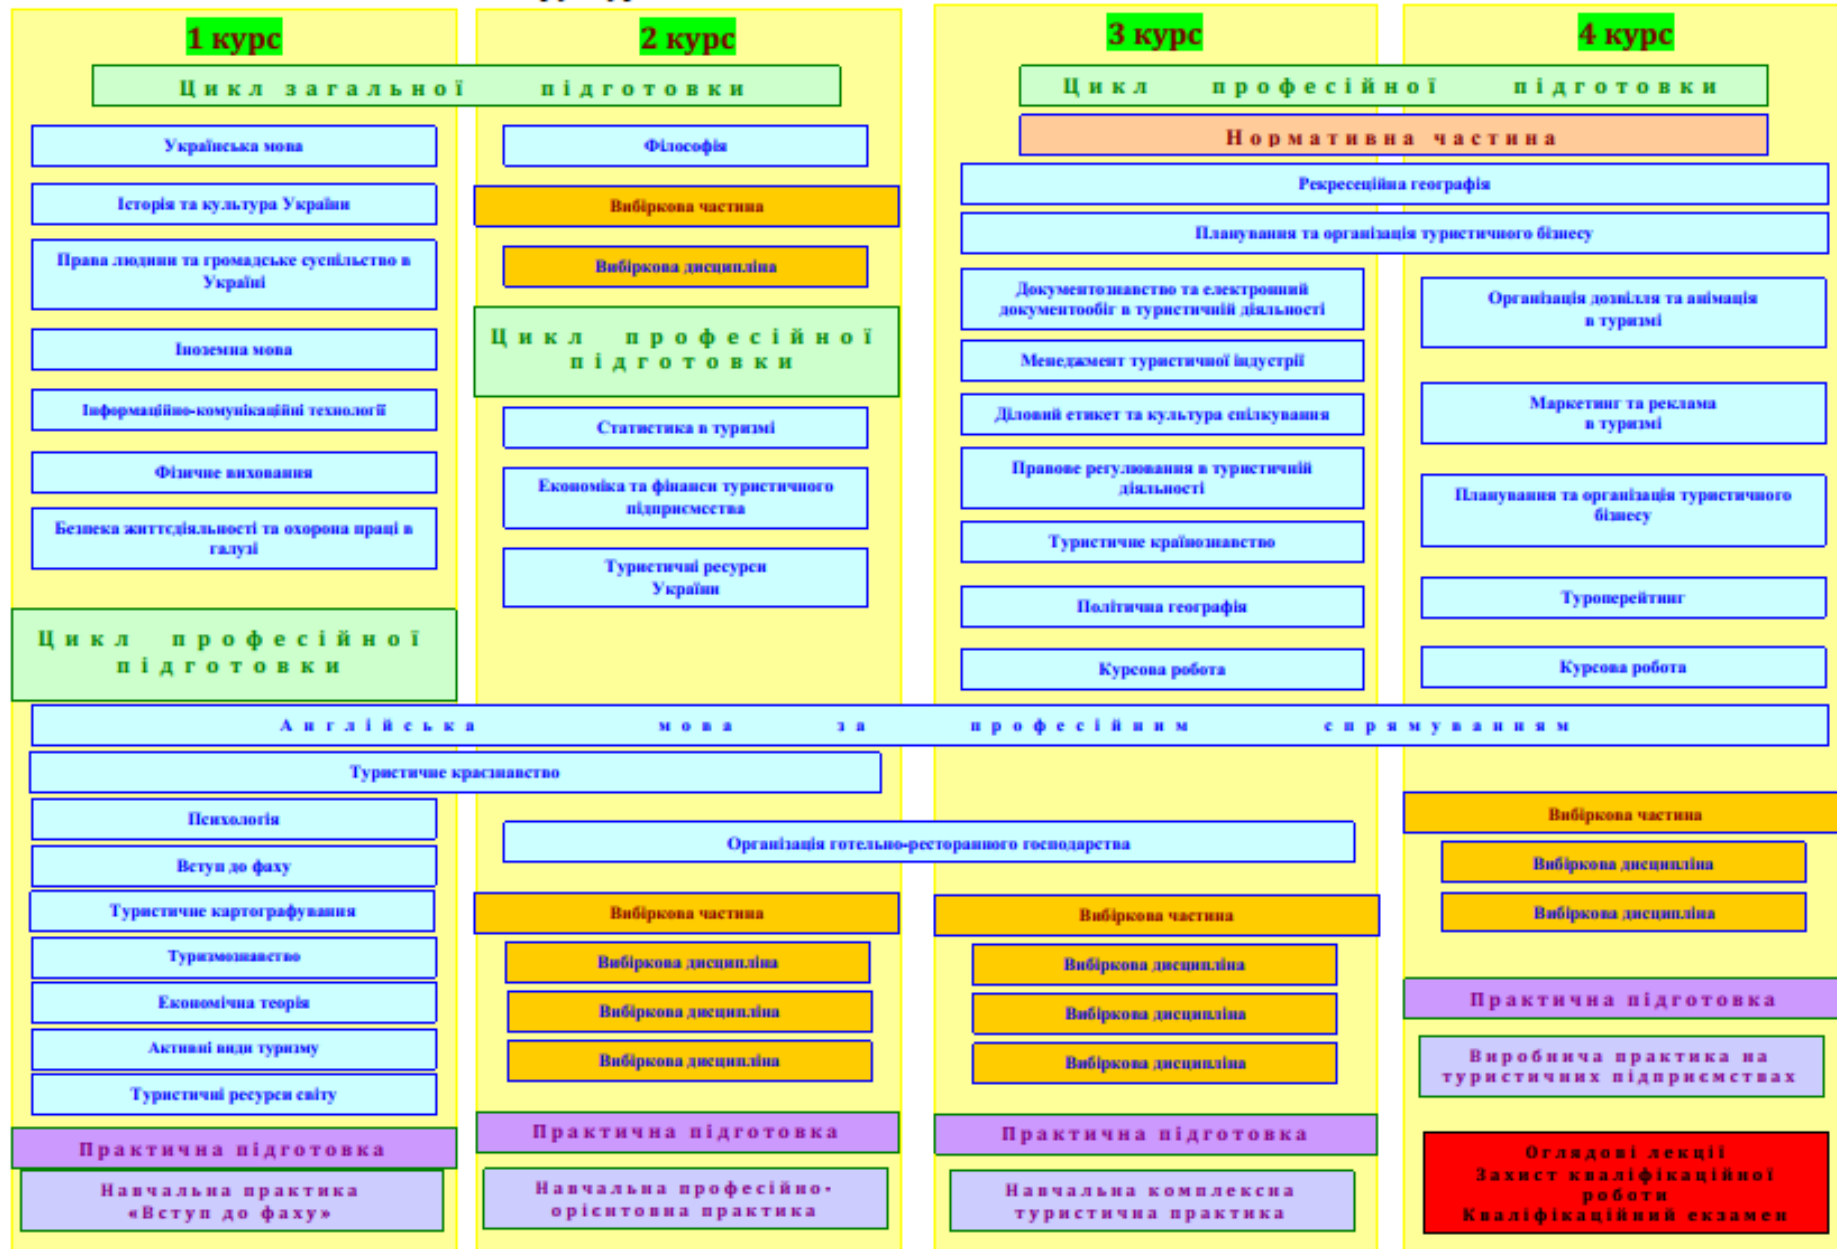 1 курс
Цикл загальної підготовки
Українська мова
Історія та культура України
Права людини та громадське суспільство в
Україні
Іноземна мова
Інформаційно-комунікаційні технології
Фізичне виховання
Безпека життєдіяльності та охорона праці в
галузі
Цикл професійної
підготовки
2 курс
Філософія
Вибіркова частина
Вибіркова дисципліна
Цикл професійної
підготовки
Статистика в туризмі
Економіка та фінанси туристичного
підприємсства
Туристичні ресурси
України
3 курс
4 курс
Цикл професійної підготовки
Нормативна частина
Рекресеційна географія
Планування та організація туристичного бізнесу
Документознавство та електронний
документообіг в туристичній діяльності
Менеджмент туристичної індустрії
Діловий етикет та культура спілкування
Правове регулювання в туристичній
діяльності
Туристичне країнознавство
Політична географія
Курсова робота
Організація дозвілля та анімація
в туризмі
Маркетинг та реклама
в туризмі
Планування та організація туристичного
бізнесу
Туроперейтинг
Курсова робота
Англійська мова за професійним спрямуванням
Туристичне краєзнавство
Психологія
Вступ до фаху
Туристичне картографування
Туризмознавство
Економічна теорія
Активні види туризму
Туристичні ресурси світу
Практична підготовка
Навчальна практика
«Вступ до фаху»
Організація готельно-ресторанного господарства
Вибіркова частина
Вибіркова дисципліна
Вибіркова дисципліна
Вибіркова дисципліна
Практична підготовка
Навчальна професійно-
орієнтовна практика
Вибіркова частина
Вибіркова дисципліна
Вибіркова дисципліна
Вибіркова дисципліна
Практична підготовка
Навчальна комплексна
туристична практика
Вибіркова частина
Вибіркова дисципліна
Вибіркова дисципліна
Практична підготовка
Виробнича практика на
туристичних підприємствах
Оглядові лекції
Захист кваліфікаційної
роботи
Кваліфікаційний екзамен